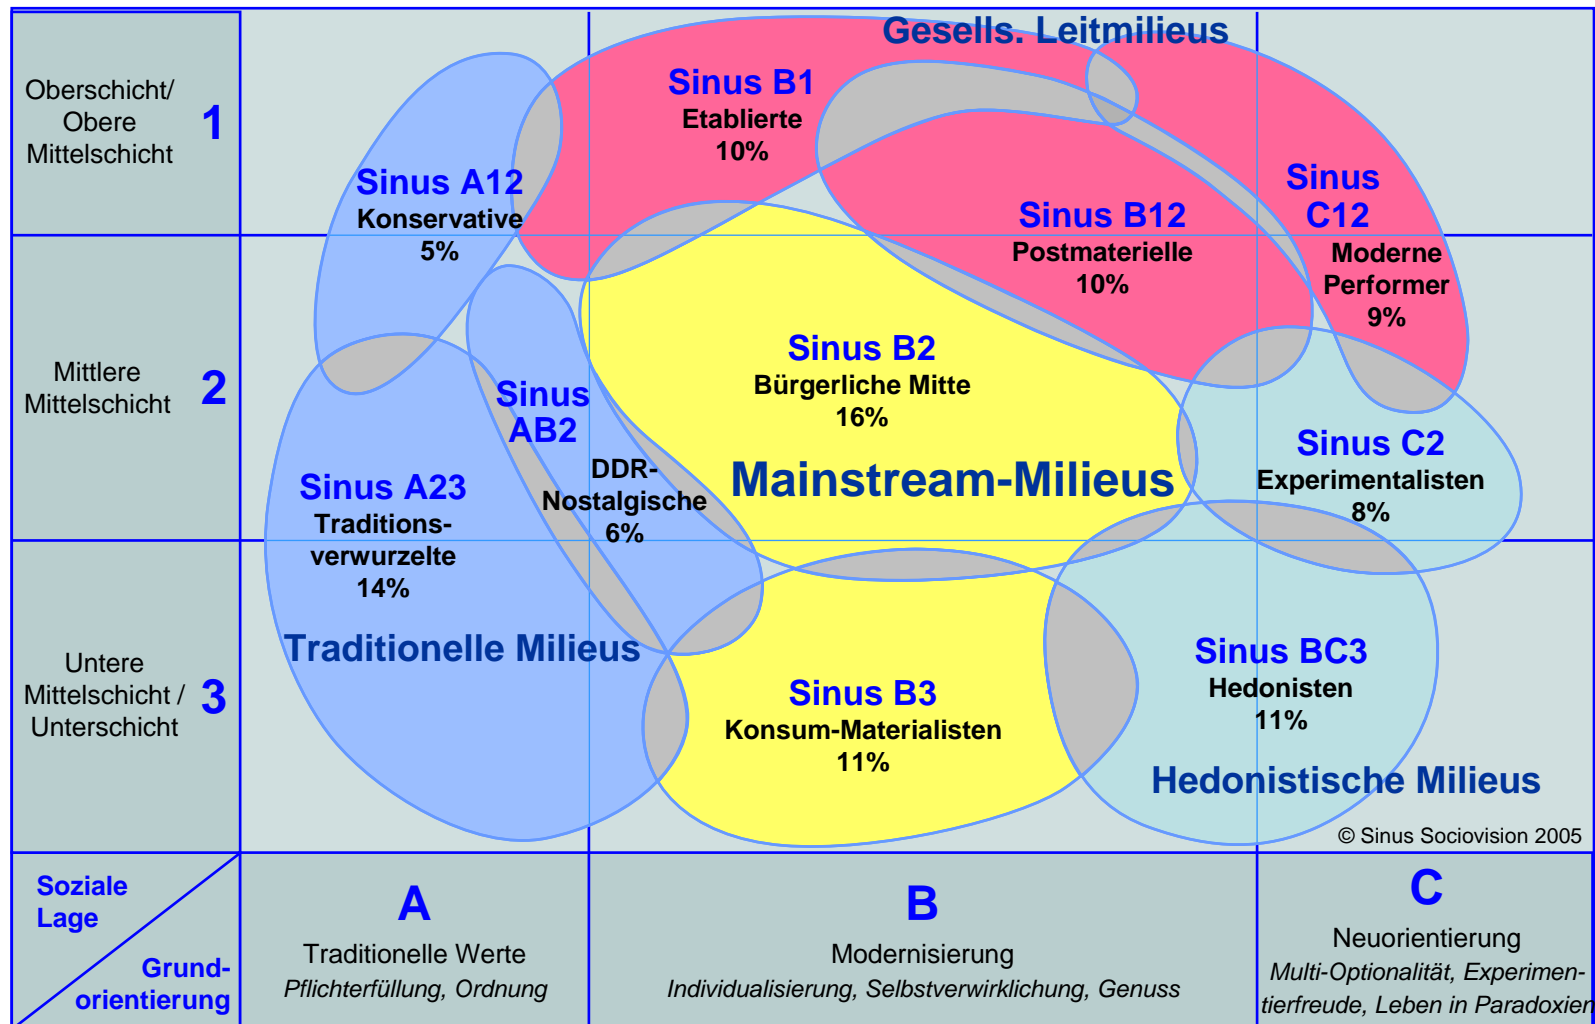 Gesells. Leitmilieus
Oberschicht/
Obere
Mittelschicht
1
Sinus B1
Etablierte
10%
Sinus A12
Konservative
5%
Sinus B12
Postmaterielle
10%
Sinus
C12
Moderne
Performer
9%
Mittlere
Mittelschicht
2
Sinus B2
Bürgerliche Mitte
16%
Sinus
AB2
DDR-
Nostalgische
6%
Mainstream-Milieus
Sinus C2
Experimentalisten
8%
Sinus A23
Traditions-
verwurzelte
14%
Traditionelle Milieus
Untere
Mittelschicht /
Unterschicht
3
Sinus B3
Konsum-Materialisten
11%
Sinus BC3
Hedonisten
11%
Hedonistische Milieus
© Sinus Sociovision 2005
Soziale
Lage
Grund-
orientierung
A
Traditionelle Werte
Pflichterfüllung, Ordnung
B
Modernisierung
Individualisierung, Selbstverwirklichung, Genuss
C
Neuorientierung
Multi-Optionalität, Experimen-
tierfreude, Leben in Paradoxien